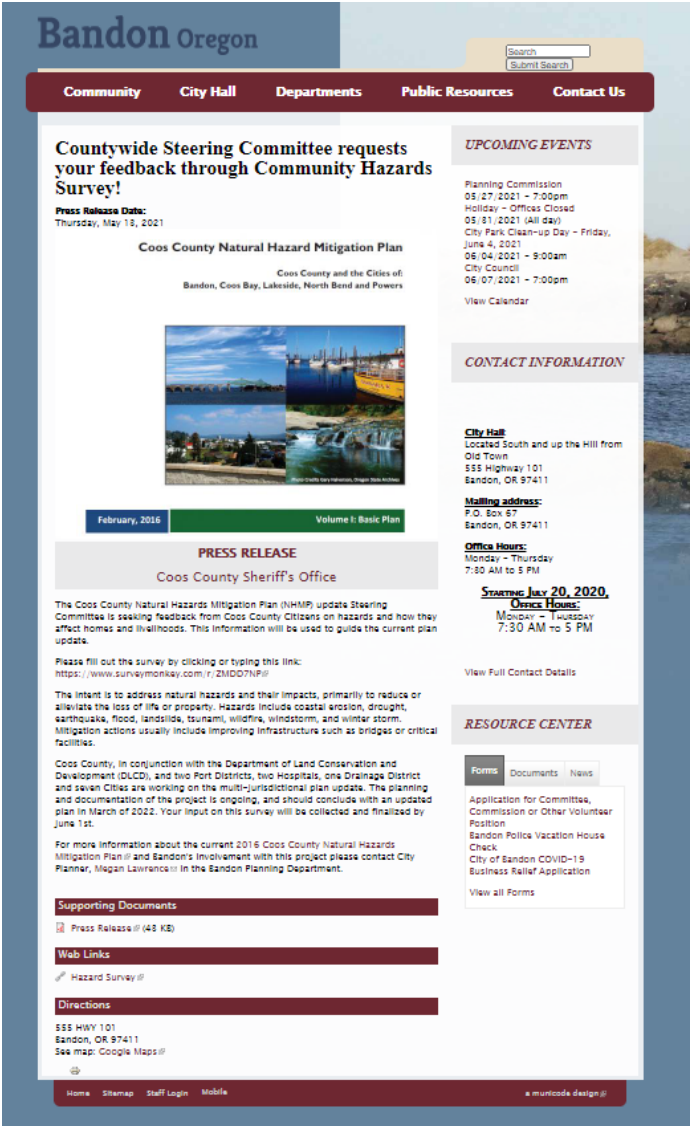 Bandon Oregon
Search
Submit Search
Community City Hall Departments Public Resources Contact Us
Countywide Steering Committee requests
your feedback through Community Hazards
Survey!
Press Release Date:
Thursday, May 18, 2021
Coos County Natural Hazard Mitigation Plan
Coos County and the Cities of:
Bandon, Coos Bay, Lakeside, North Bend and Powers
Photo Credits: Gary Halvorson, Oregon State Archives
February, 2016 Volume I: Basic Plan
PRESS RELEASE
Coos County Sheriff's Office
The Coos County Natural Hazards Mitigation Plan (NHMP) update Steering
Committee is seeking feedback from Coos County Citizens on hazards and how they
affect homes and livelihoods. This information will be used to guide the current plan
update.
Please fill out the survey by clicking or typing this link:
https://www.surveymonkey.com/r/ZMDD7NP
The intent is to address natural hazards and their impacts, primarily to reduce or
alleviate the loss of life or property. Hazards include coastal erosion, drought,
earthquake, flood, landslide, tsunami, wildfire, windstorm, and winter storm.
Mitigation actions usually include improving infrastructure such as bridges or critical
facilities.
Coos County, in conjunction with the Department of Land Conservation and
Development (DLCD), and two Port Districts, two Hospitals, one Drainage District
and seven Cities are working on the multi-jurisdictional plan update. The planning
and documentation of the project is ongoing, and should conclude with an updated
plan in March of 2022. Your input on this survey will be collected and finalized by
June 1st.
For more information about the current 2016 Coos County Natural Hazards
Mitigation Plan and Bandon's involvement with this project please contact City
Planner, Megan Lawrence in the Bandon Planning Department.
Supporting Documents
Press Release (48 KB)
Web Links
Hazard Survey
Directions
555 HWY 101
Bandon, OR 97411
See map: Google Maps
UPCOMING EVENTS
Planning Commission
05/27/2021 - 7:00pm
Holiday - Offices Closed
05/31/2021 (All day)
City Park Clean-up Day - Friday,
June 4, 2021
06/04/2021 - 9:00am
City Council
06/07/2021 - 7:00pm
View Calendar
CONTACT INFORMATION
City Hall:
Located South and up the Hill from
Old Town
555 Highway 101
Bandon, OR 97411
Mailing address:
P.O. Box 67
Bandon, OR 97411
Office Hours:
Monday - Thursday
7:30 AM to 5 PM
Starting July 20, 2020,
Office Hours:
Monday - Thursday
7:30 AM to 5 PM
View Full Contact Details
RESOURCE CENTER
Forms Documents News
Application for Committee,
Commission or Other Volunteer
Position
Bandon Police Vacation House
Check
City of Bandon COVID-19
Business Relief Application
View all Forms
Home Sitemap Staff Login Mobile
a municode design